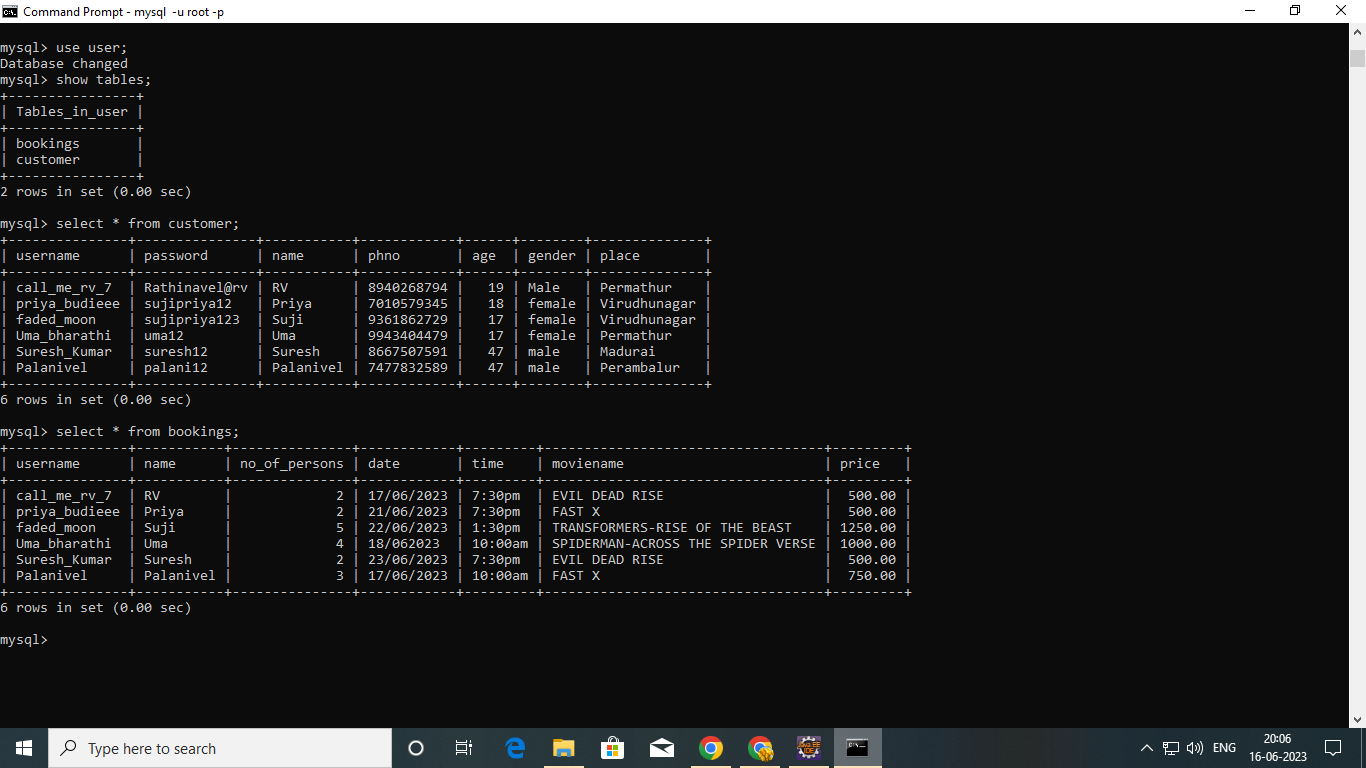 Command Prompt - mysql -u root -p
mysql> use user;
Database changed
mysql> show tables;
+----------------+
| Tables_in_user |
+----------------+
| bookings       |
| customer       |
+----------------+
2 rows in set (0.00 sec)
mysql> select * from customer;
+---------------+---------------+-----------+------------+------+--------+--------------+
| username      | password      | name      | phno       | age  | gender | place        |
+---------------+---------------+-----------+------------+------+--------+--------------+
| call_me_rv_7  | Rathinavel@rv | RV        | 8940268794 |   19 | Male   | Permathur    |
| priya_budieee | sujipriya12   | Priya     | 7010579345 |   18 | female | Virudhunagar |
| faded_moon    | sujipriya123  | Suji      | 9361862729 |   17 | female | Virudhunagar |
| Uma_bharathi  | uma12         | Uma       | 9943404479 |   17 | female | Permathur    |
| Suresh_Kumar  | suresh12      | Suresh    | 8667507591 |   47 | male   | Madurai      |
| Palanivel     | palani12      | Palanivel | 7477832589 |   47 | male   | Perambalur   |
+---------------+---------------+-----------+------------+------+--------+--------------+
6 rows in set (0.00 sec)
mysql> select * from bookings;
+---------------+-----------+---------------+------------+---------+-----------------------------------+---------+
| username      | name      | no_of_persons | date       | time    | moviename                         | price   |
+---------------+-----------+---------------+------------+---------+-----------------------------------+---------+
| call_me_rv_7  | RV        |             2 | 17/06/2023 | 7:30pm  | EVIL DEAD RISE                    |  500.00 |
| priya_budieee | Priya     |             2 | 21/06/2023 | 7:30pm  | FAST X                            |  500.00 |
| faded_moon    | Suji      |             5 | 22/06/2023 | 1:30pm  | TRANSFORMERS-RISE OF THE BEAST    | 1250.00 |
| Uma_bharathi  | Uma       |             4 | 18/062023  | 10:00am | SPIDERMAN-ACROSS THE SPIDER VERSE | 1000.00 |
| Suresh_Kumar  | Suresh    |             2 | 23/06/2023 | 7:30pm  | EVIL DEAD RISE                    |  500.00 |
| Palanivel     | Palanivel |             3 | 17/06/2023 | 10:00am | FAST X                            |  750.00 |
+---------------+-----------+---------------+------------+---------+-----------------------------------+---------+
6 rows in set (0.00 sec)
mysql>
Type here to search
Java EE
IDE
ENG
20:06
16-06-2023